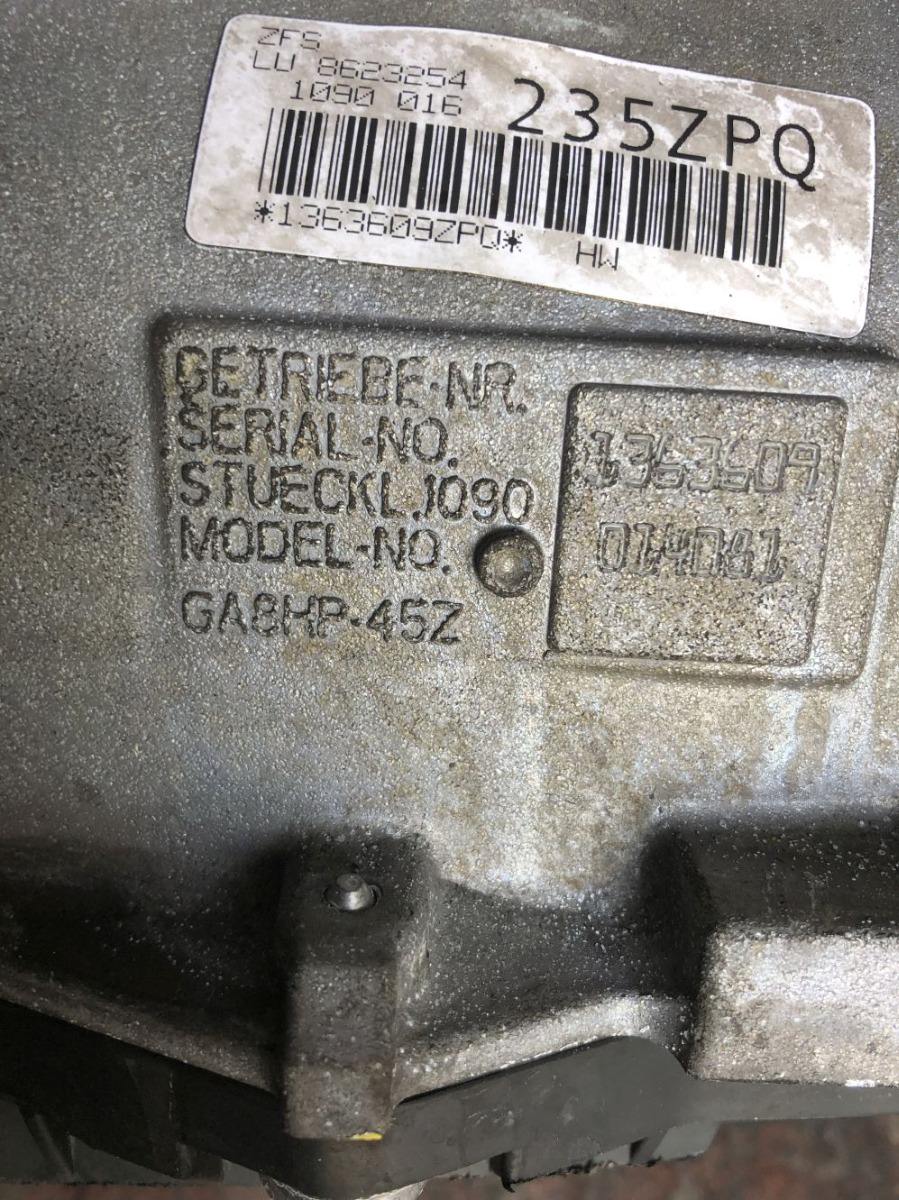 ZFS
LU 8623254
1090 016
235ZPQ
*1363609ZPQ* HW
GETRIEBE-NR.
SERIAL-NO.
STUECKL.1090
MODEL-NO.
GA8HP-45Z
1363609
014061